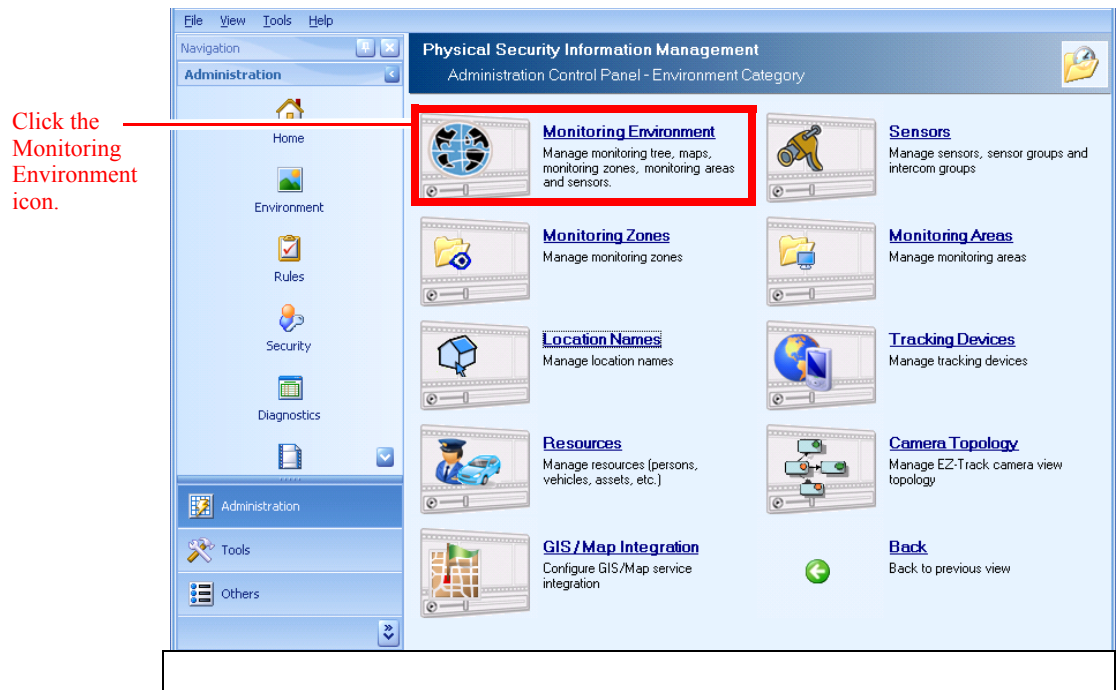 File View Tools Help
Navigation
Administration
Home
Environment
Rules
Security
Diagnostics
Administration
Tools
Others
Click the
Monitoring
Environment
icon.
Physical Security Information Management
Administration Control Panel - Environment Category
Monitoring Environment
Manage monitoring tree, maps,
monitoring zones, monitoring areas
and sensors.
Sensors
Manage sensors, sensor groups and
intercom groups
Monitoring Zones
Manage monitoring zones
Monitoring Areas
Manage monitoring areas
Location Names
Manage location names
Tracking Devices
Manage tracking devices
Resources
Manage resources (persons,
vehicles, assets, etc.)
Camera Topology
Manage EZ-Track camera view
topology
GIS/Map Integration
Configure GIS/Map service
integration
Back
Back to previous view